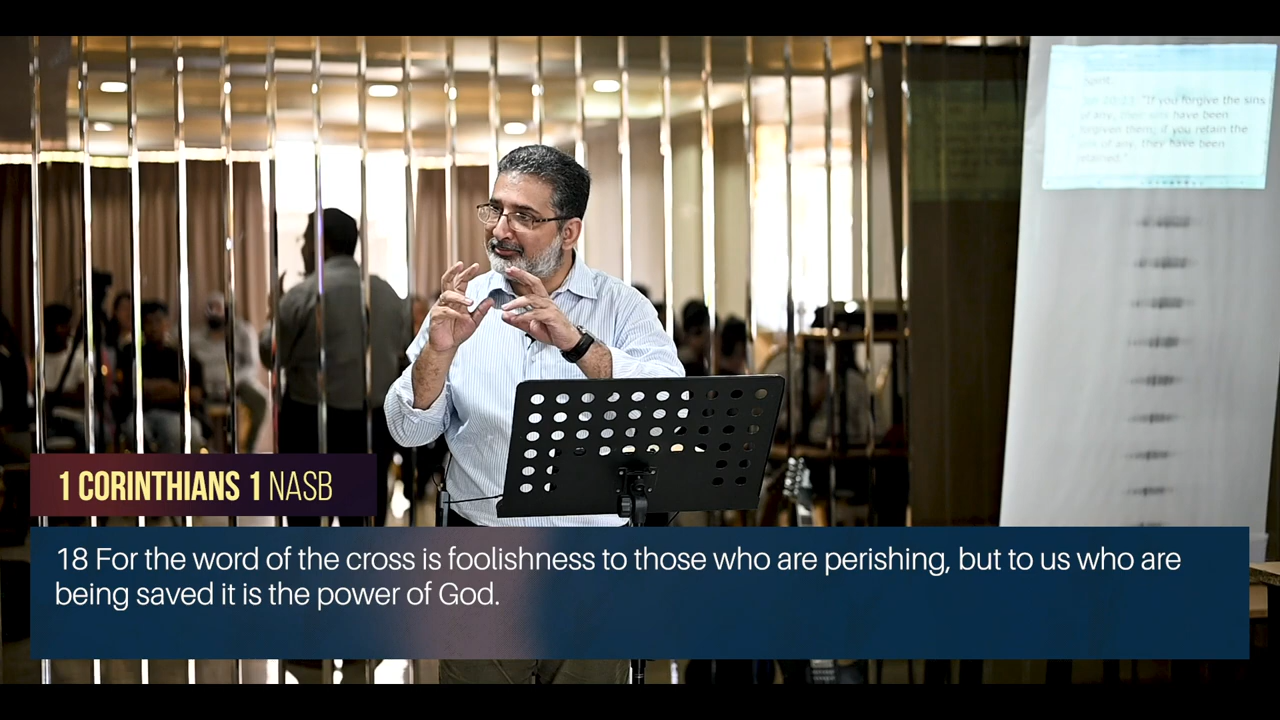 Spirit.
"If you forgive the sins
of any, their sins have been
forgiven them; if you retain the
sins of any, they have been
retained."
1 CORINTHIANS 1 NASB
18 For the word of the cross is foolishness to those who are perishing, but to us who are
being saved it is the power of God.